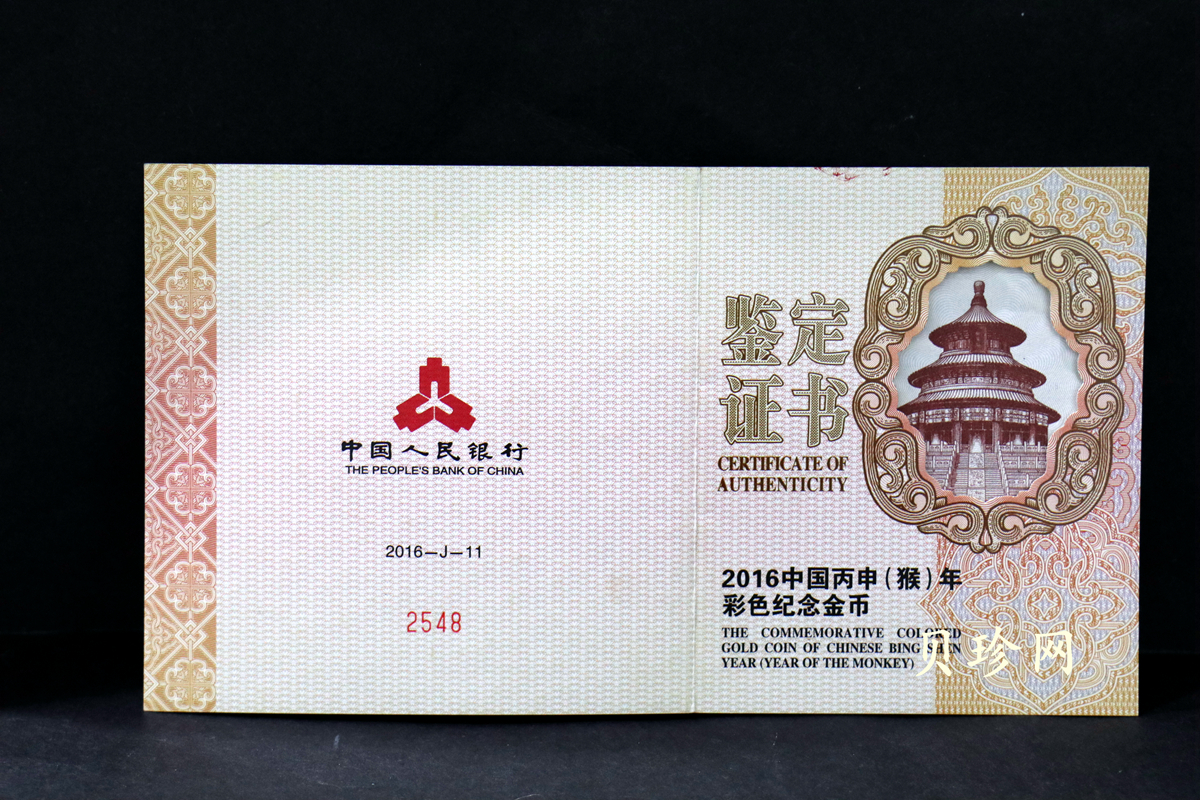 中国人民银行
THE PEOPLE'S BANK OF CHINA
2016—J—11
2548
鉴定
证书
CERTIFICATE OF
AUTHENTICITY
2016中国丙申(猴)年
彩色纪念金币
THE COMMEMORATIVE COLORED
GOLD COIN OF CHINESE BING SHEN
YEAR (YEAR OF THE MONKEY)
贝珍网